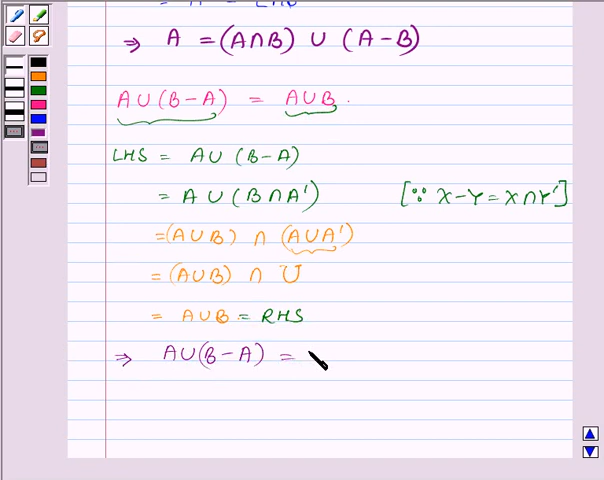 ⇒ A = (A∩B) ∪ (A-B)
A∪(B-A) = A∪B.
LHS = A∪ (B-A)
= A∪ (B∩A') [∵ X-Y=X∩Y']
=(A∪B) ∩ (A∪A')
= (A∪B) ∩ U
= A∪B = RHS
⇒ A∪(B-A) =